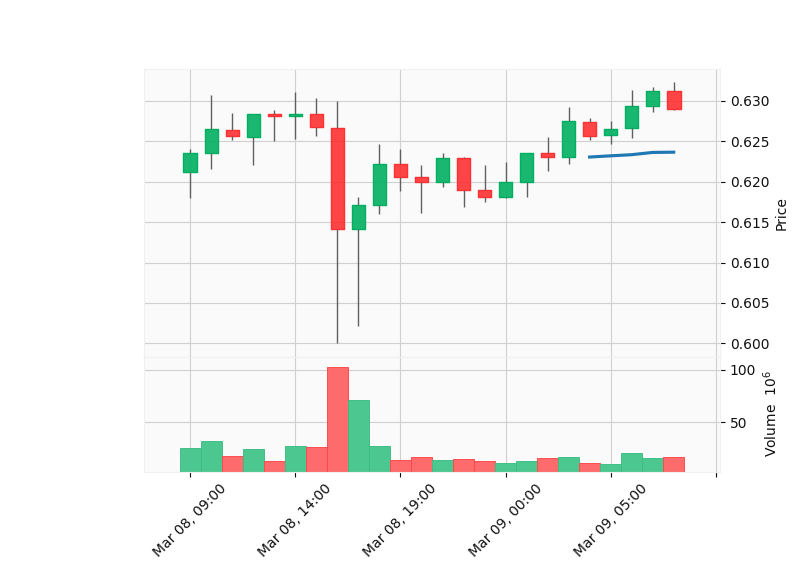 0.630
0.625
0.620
0.615
0.610
0.605
0.600
Price
100
50
Volume 10⁶
Mar 08, 09:00
Mar 08, 14:00
Mar 08, 19:00
Mar 09, 00:00
Mar 09, 05:00